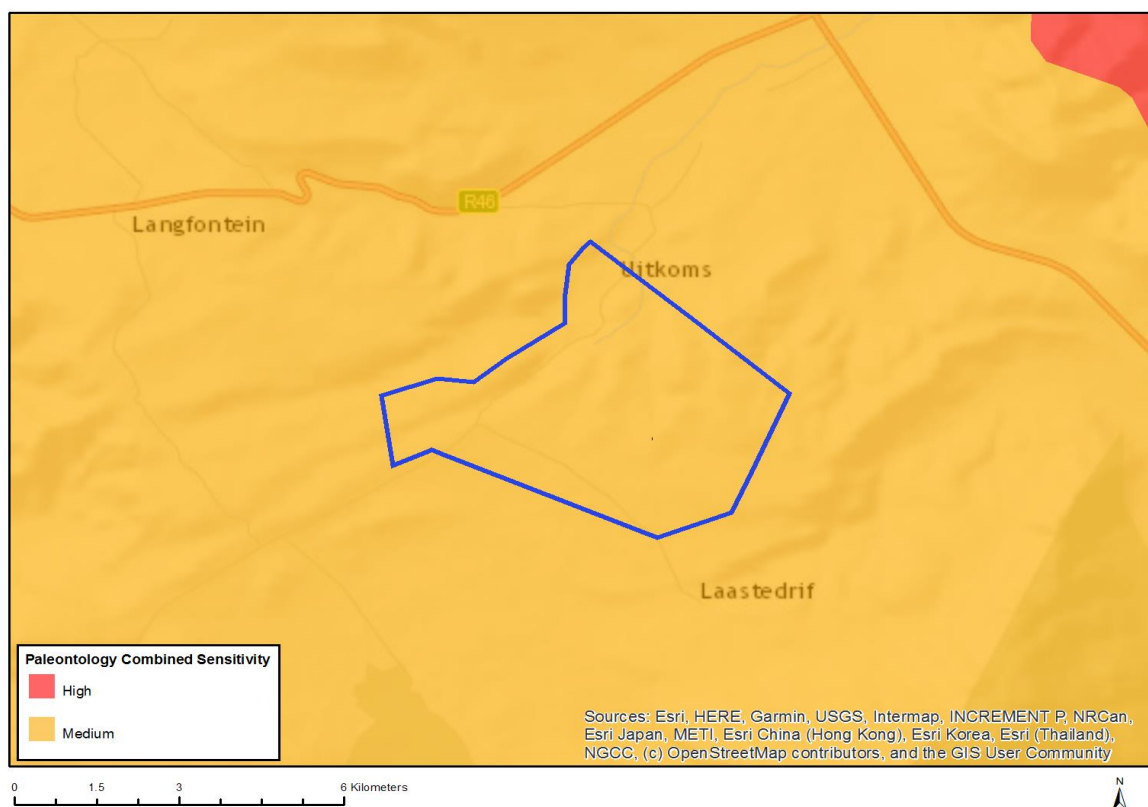 R46
Langfontein
Uitkoms
Laastedrif
Paleontology Combined Sensitivity
High
Medium
Sources: Esri, HERE, Garmin, USGS, Intermap, INCREMENT P, NRCan,
Esri Japan, METI, Esri China (Hong Kong), Esri Korea, Esri (Thailand),
NGCC, (c) OpenStreetMap contributors, and the GIS User Community
0 1.5 3 6 Kilometers
N